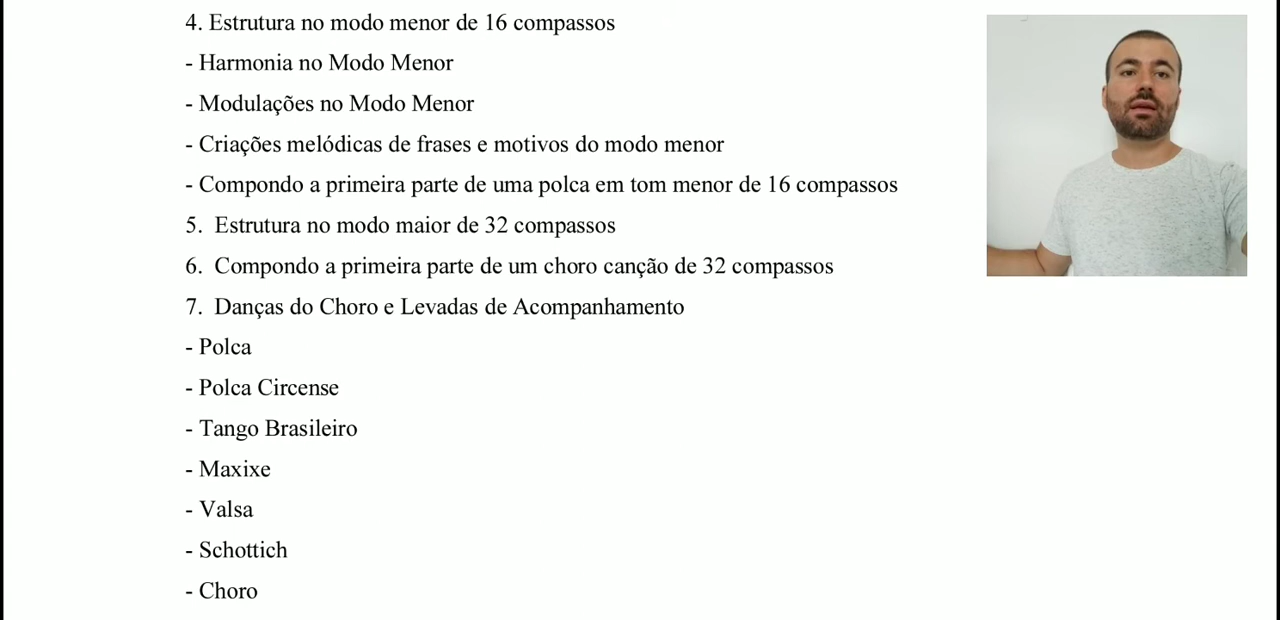 4. Estrutura no modo menor de 16 compassos
- Harmonia no Modo Menor
- Modulações no Modo Menor
- Criações melódicas de frases e motivos do modo menor
- Compondo a primeira parte de uma polca em tom menor de 16 compassos
5. Estrutura no modo maior de 32 compassos
6. Compondo a primeira parte de um choro canção de 32 compassos
7. Danças do Choro e Levadas de Acompanhamento
- Polca
- Polca Circense
- Tango Brasileiro
- Maxixe
- Valsa
- Schottich
- Choro